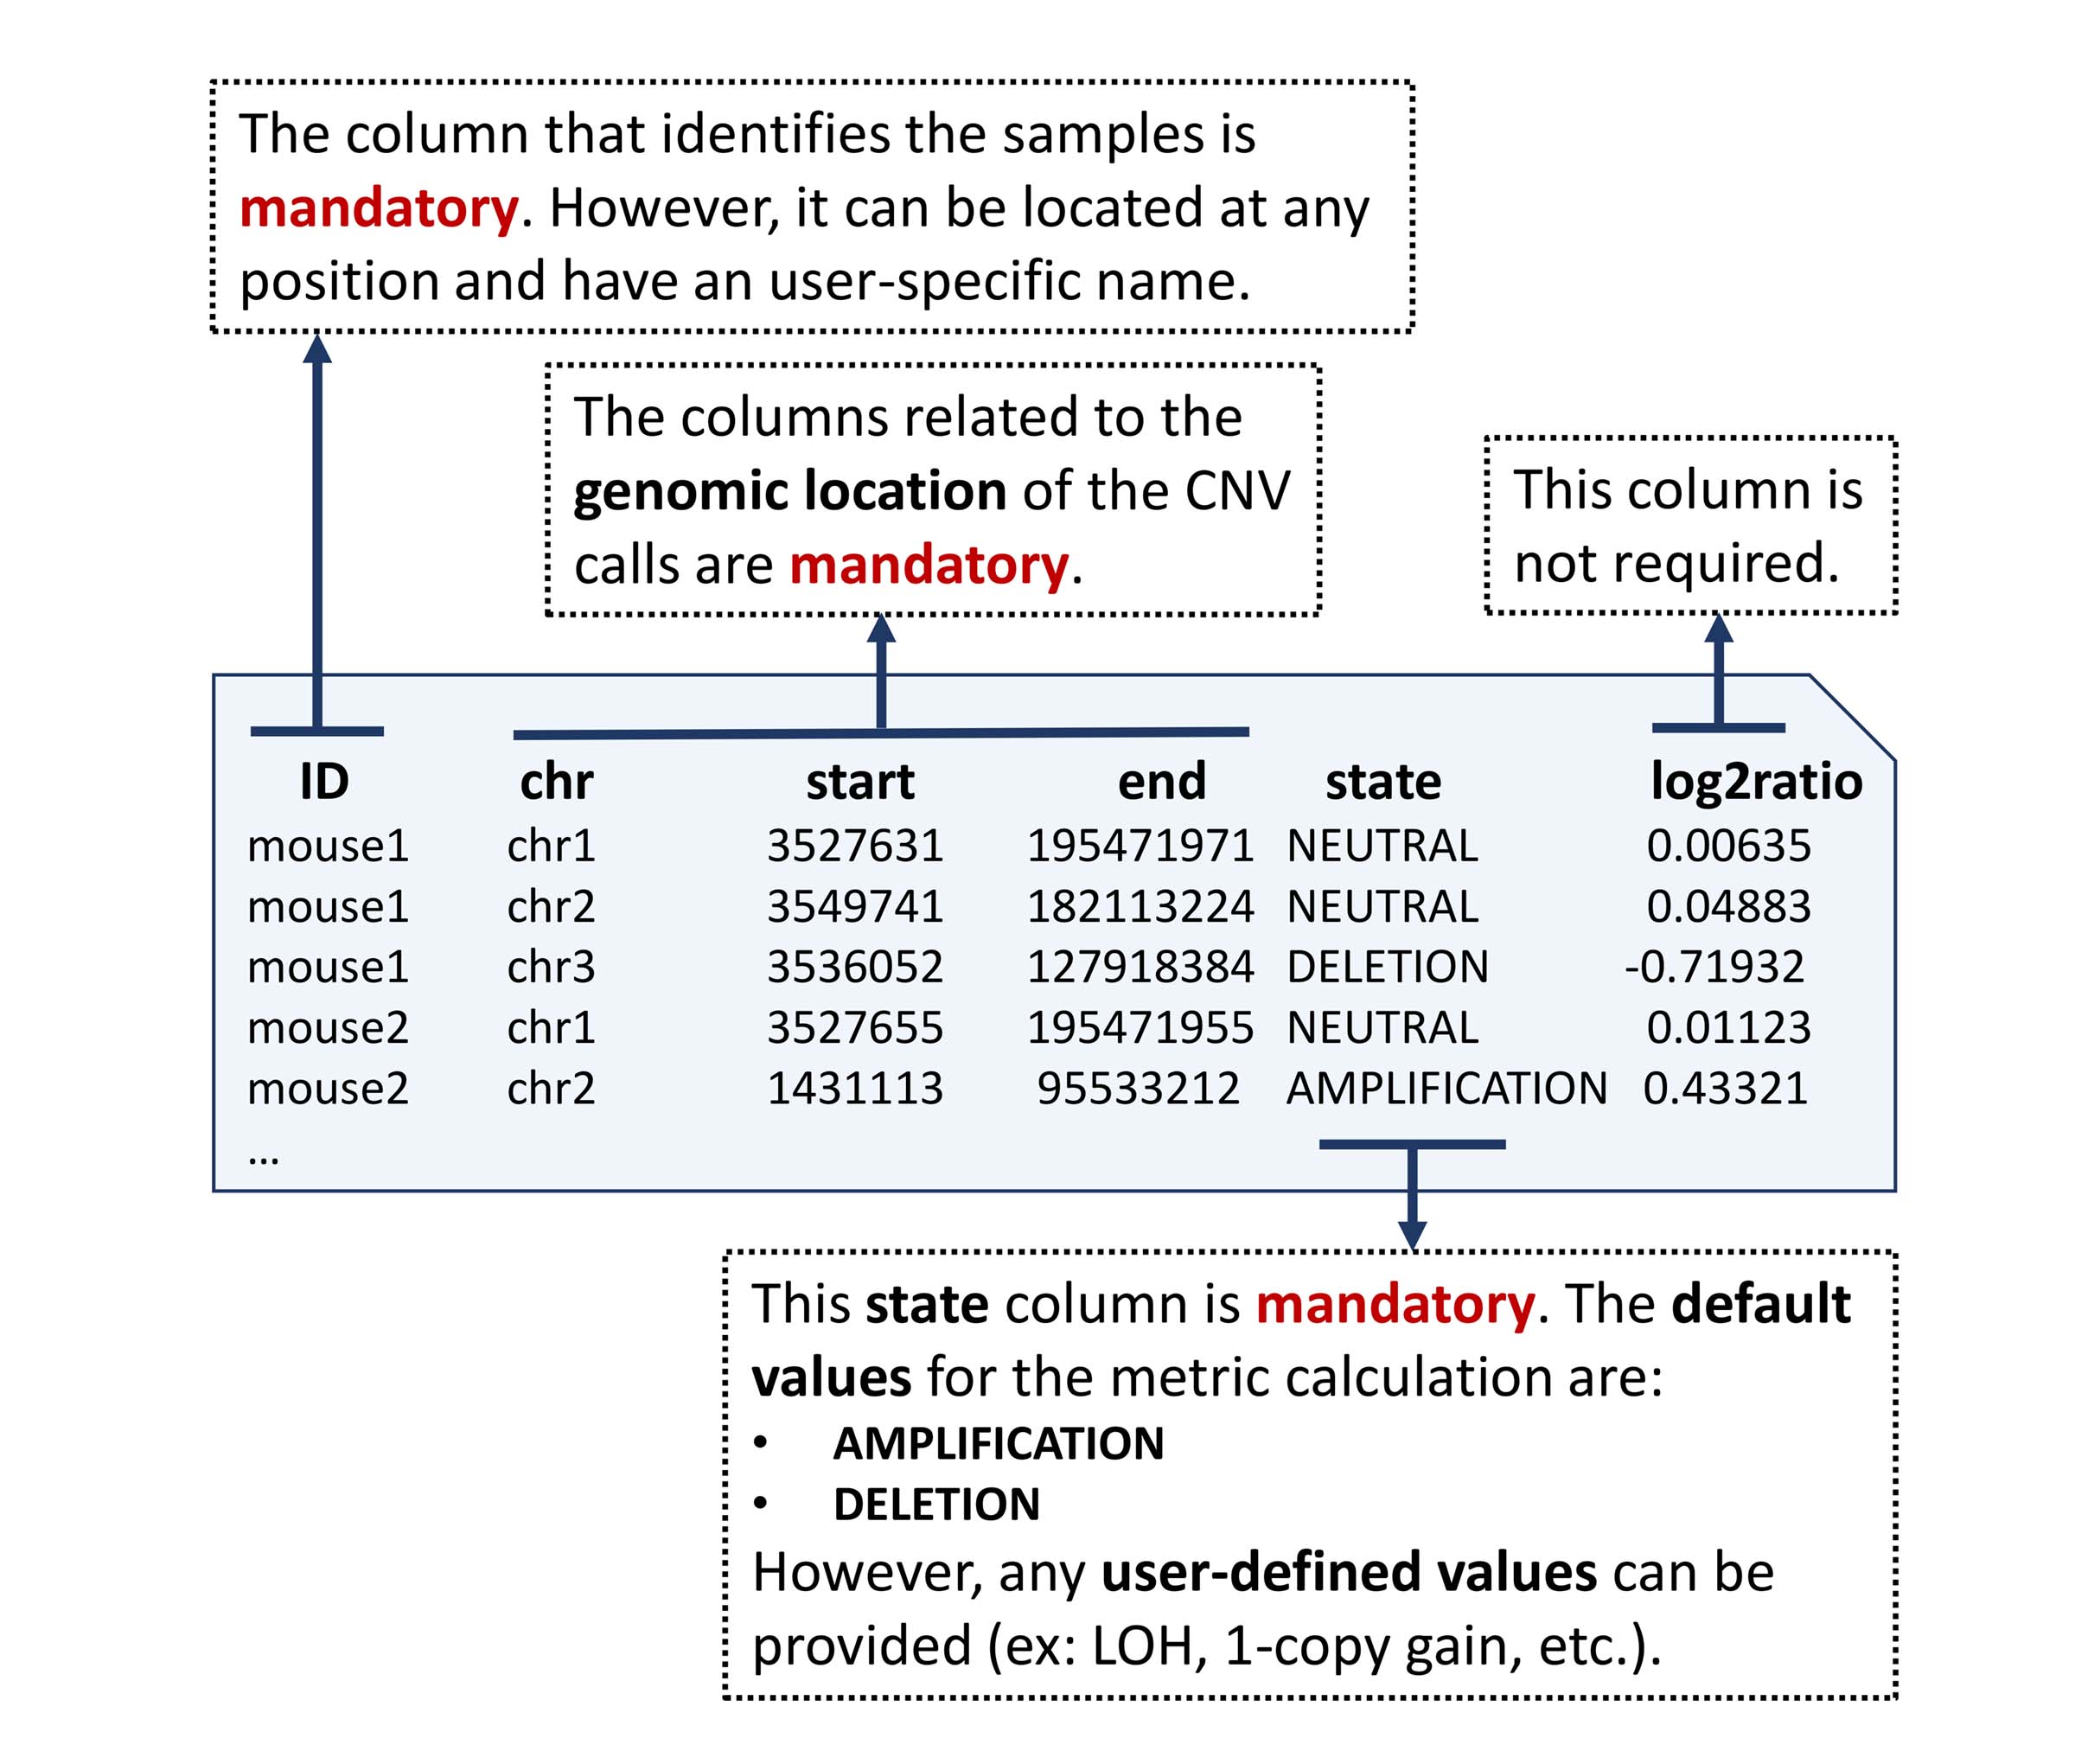 The column that identifies the samples is
mandatory. However, it can be located at any
position and have an user-specific name.
The columns related to the
genomic location of the CNV
calls are mandatory.
This column is
not required.
ID chr start end state log2ratio
mouse1 chr1 3527631 195471971 NEUTRAL 0.00635
mouse1 chr2 3549741 182113224 NEUTRAL 0.04883
mouse1 chr3 3536052 127918384 DELETION -0.71932
mouse2 chr1 3527655 195471955 NEUTRAL 0.01123
mouse2 chr2 1431113 95533212 AMPLIFICATION 0.43321
...
This state column is mandatory. The default
values for the metric calculation are:
• AMPLIFICATION
• DELETION
However, any user-defined values can be
provided (ex: LOH, 1-copy gain, etc.).